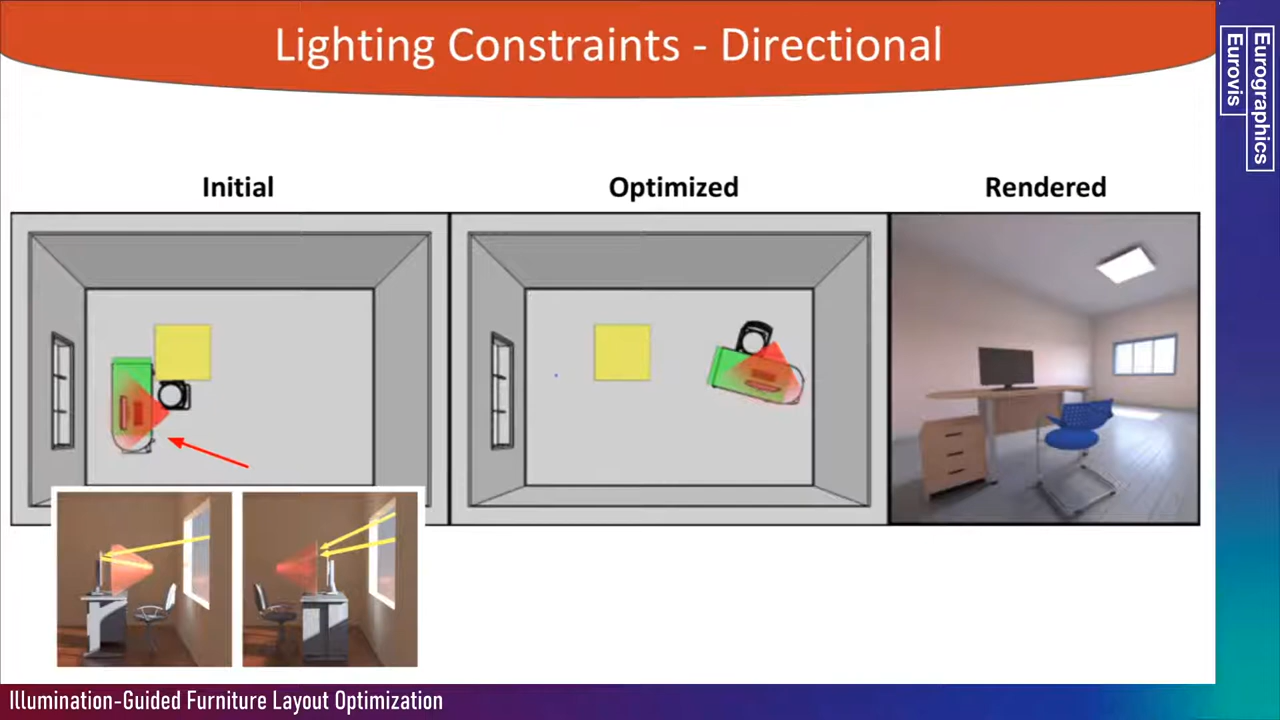 Lighting Constraints - Directional
Eurographics
Eurovis
Initial
Optimized
Rendered
Illumination-Guided Furniture Layout Optimization